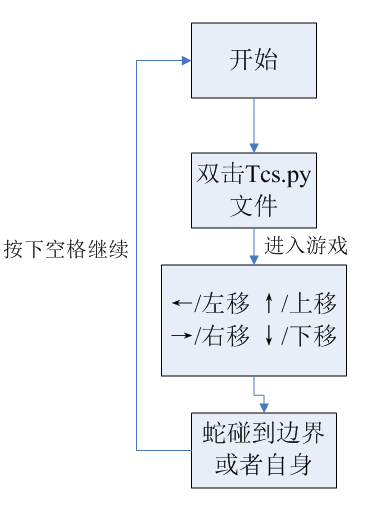 开始
双击Tcs.py
文件
进入游戏
按下空格继续
←/左移 ↑/上移
→/右移 ↓/下移
蛇碰到边界
或者自身